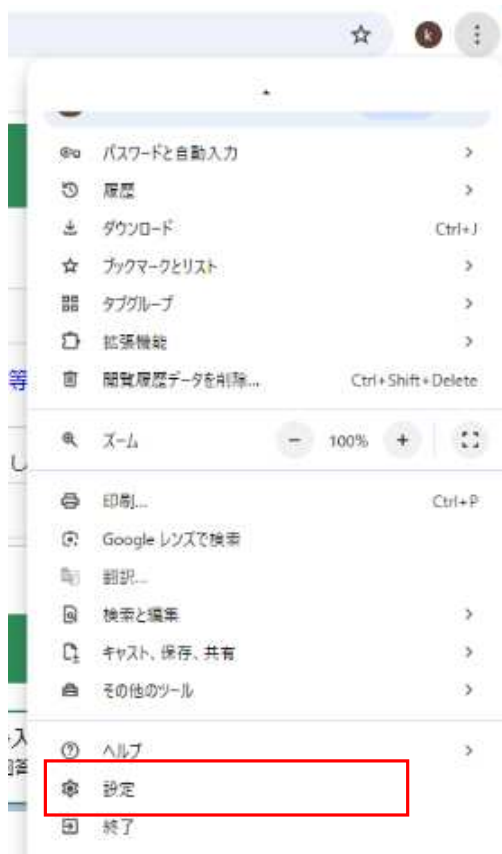 k
パスワードと自動入力
履歴
ダウンロード Ctrl+J
ブックマークとリスト
タブグループ
拡張機能
等
閲覧履歴データを削除... Ctrl+Shift+Delete
ズーム - 100% +
し
印刷... Ctrl+P
Google レンズで検索
翻訳...
検索と編集
キャスト、保存、共有
その他のツール
入
ヘルプ
答
設定
終了